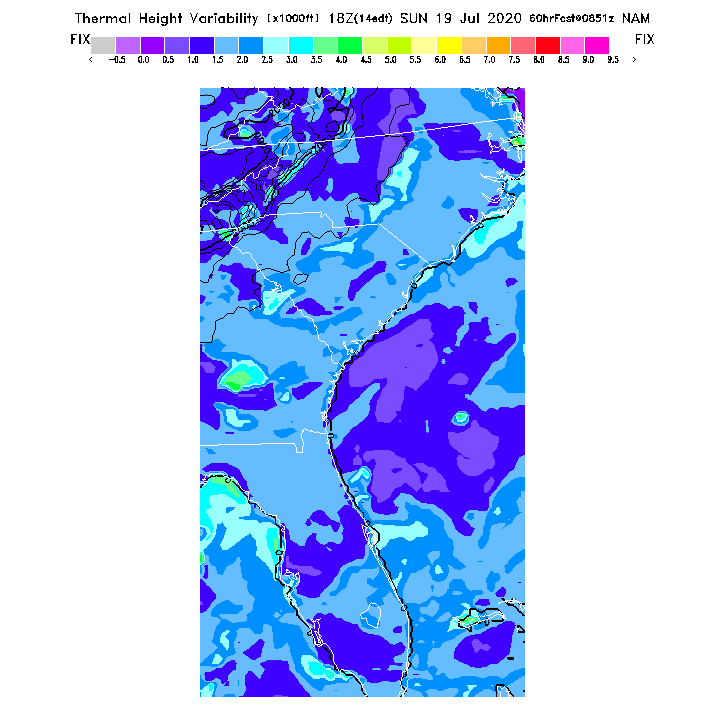 Thermal Height Variability [x1000ft] 18Z(14edt) SUN 19 Jul 2020 60hrFcst@0851z NAM
FIX FIX
< -0.5 0.0 0.5 1.0 1.5 2.0 2.5 3.0 3.5 4.0 4.5 5.0 5.5 6.0 6.5 7.0 7.5 8.0 8.5 9.0 9.5 >